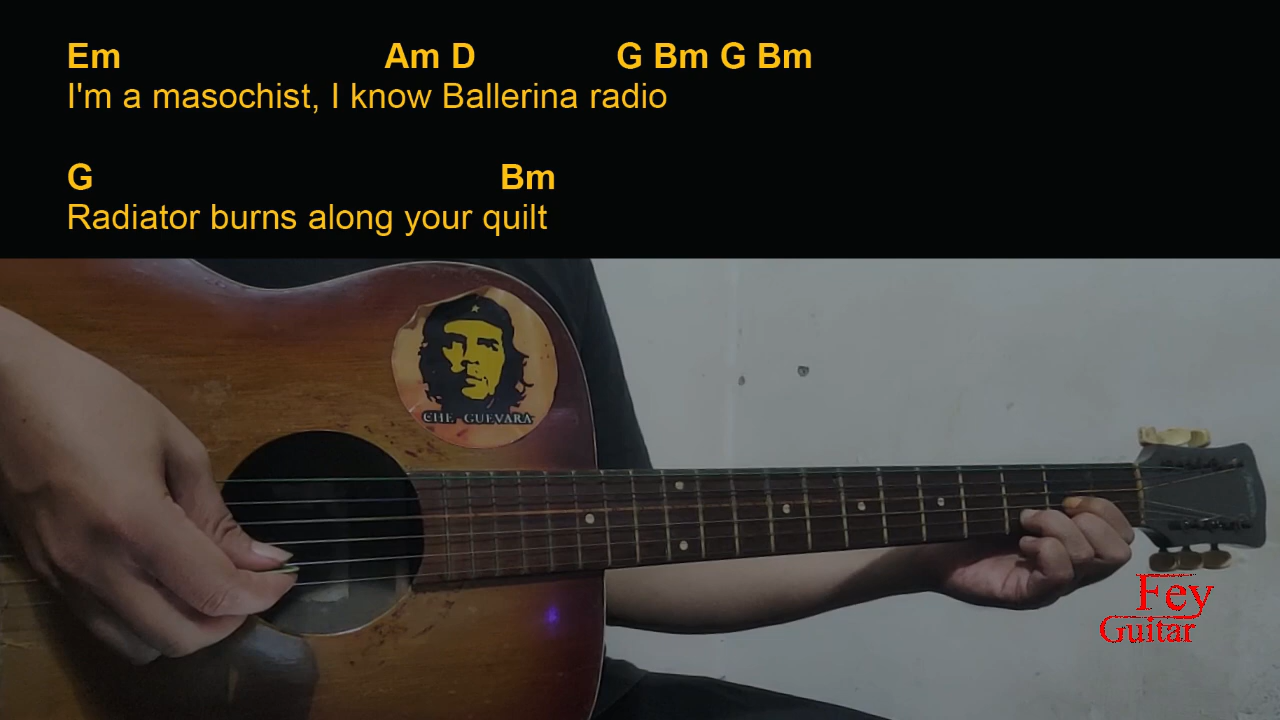 Em Am D G Bm G Bm
I'm a masochist, I know Ballerina radio
G Bm
Radiator burns along your quilt
CHE - GUEVARA
Fey
Guitar